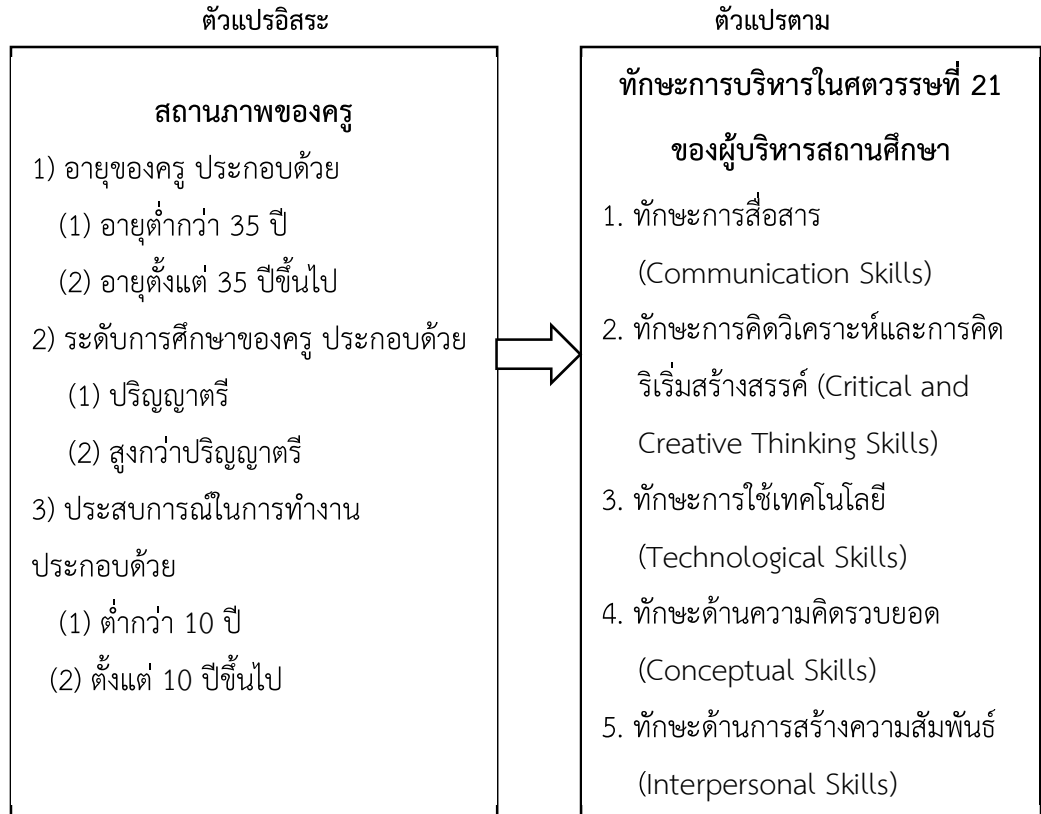 ตัวแปรอิสระ
สถานภาพของครู
1) อายุของครู ประกอบด้วย
(1) อายุต่ำกว่า 35 ปี
(2) อายุตั้งแต่ 35 ปีขึ้นไป
2) ระดับการศึกษาของครู ประกอบด้วย
(1) ปริญญาตรี
(2) สูงกว่าปริญญาตรี
3) ประสบการณ์ในการทำงาน
ประกอบด้วย
(1) ต่ำกว่า 10 ปี
(2) ตั้งแต่ 10 ปีขึ้นไป
ตัวแปรตาม
ทักษะการบริหารในศตวรรษที่ 21
ของผู้บริหารสถานศึกษา
1. ทักษะการสื่อสาร
(Communication Skills)
2. ทักษะการคิดวิเคราะห์และการคิด
ริเริ่มสร้างสรรค์ (Critical and
Creative Thinking Skills)
3. ทักษะการใช้เทคโนโลยี
(Technological Skills)
4. ทักษะด้านความคิดรวบยอด
(Conceptual Skills)
5. ทักษะด้านการสร้างความสัมพันธ์
(Interpersonal Skills)